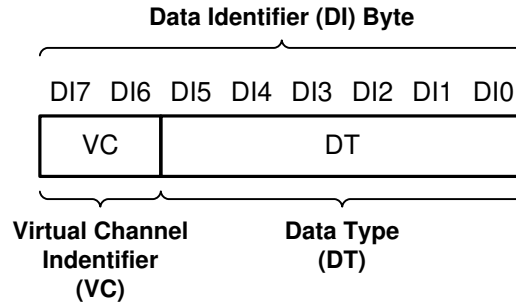 Data Identifier (DI) Byte
DI7 DI6 DI5 DI4 DI3 DI2 DI1 DI0
VC DT
Virtual Channel
Indentifier
(VC)
Data Type
(DT)